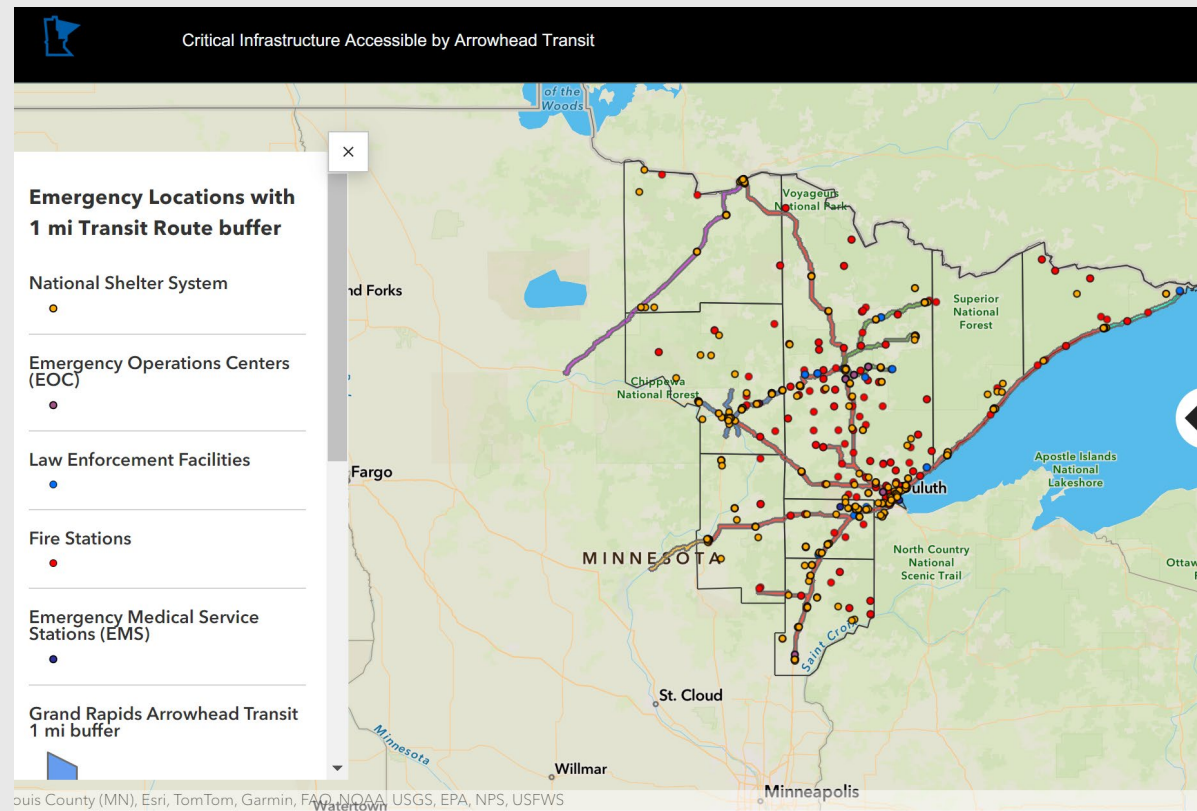 Critical Infrastructure Accessible by Arrowhead Transit
of the
Woods
Emergency Locations with
1 mi Transit Route buffer
National Shelter System
Emergency Operations Centers
(EOC)
Law Enforcement Facilities
Fire Stations
Emergency Medical Service
Stations (EMS)
Grand Rapids Arrowhead Transit
1 mi buffer
Voyageurs
National Park
nd Forks
Superior
National
Forest
Chippewa
National Forest
Fargo
Apostle Islands
National
Lakeshore
uluth
MINNESOTA
North Country
National
Scenic Trail
Ottaw
Saint Croix
St. Cloud
Minnesota
Willmar
Minneapolis
ouis County (MN), Esri, TomTom, Garmin, FAO, NOAA, USGS, EPA, NPS, USFWS
Watertown